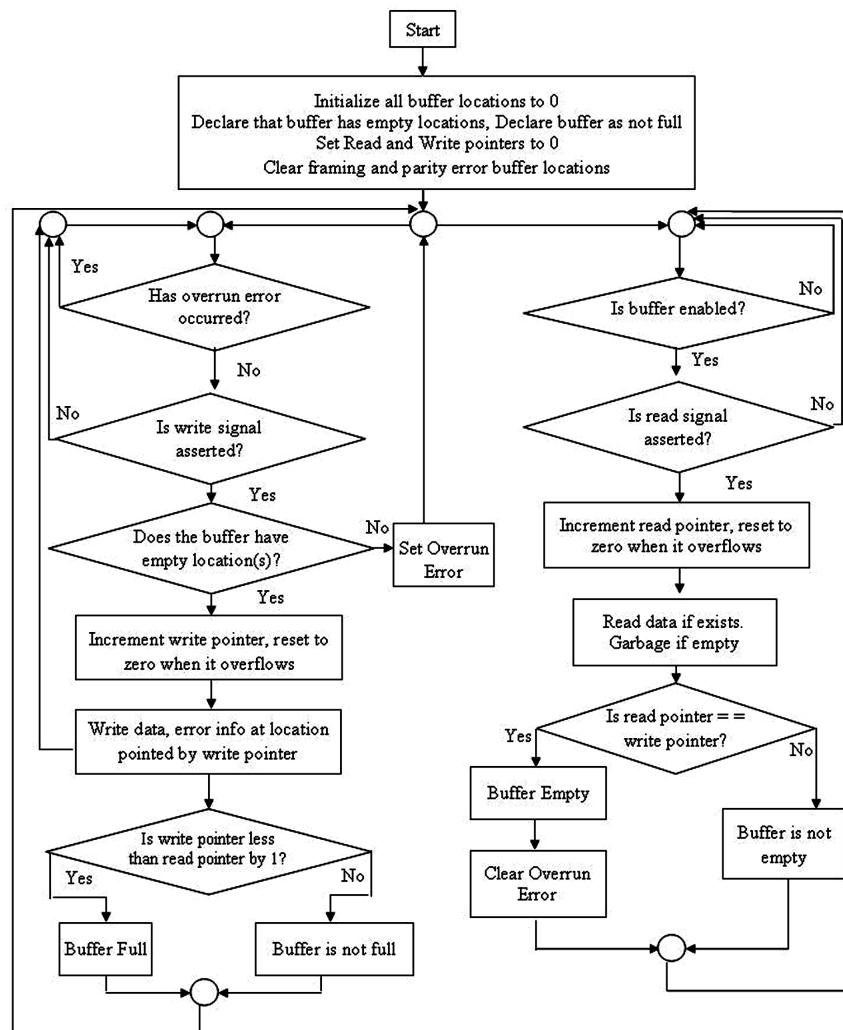 Start
Initialize all buffer locations to 0
Declare that buffer has empty locations, Declare buffer as not full
Set Read and Write pointers to 0
Clear framing and parity error buffer locations
Yes
Has overrun error
occurred?
No
No
Is write signal
asserted?
Yes
Does the buffer have
empty location(s)?
No
Set Overrun
Error
Yes
Increment write pointer, reset to
zero when it overflows
Write data, error info at location
pointed by write pointer
Is write pointer less
than read pointer by 1?
Yes
No
Buffer Full
Buffer is not full
Is buffer enabled?
No
Yes
Is read signal
asserted?
No
Yes
Increment read pointer, reset to
zero when it overflows
Read data if exists.
Garbage if empty
Is read pointer ==
write pointer?
Yes
No
Buffer Empty
Clear Overrun
Error
Buffer is not
empty